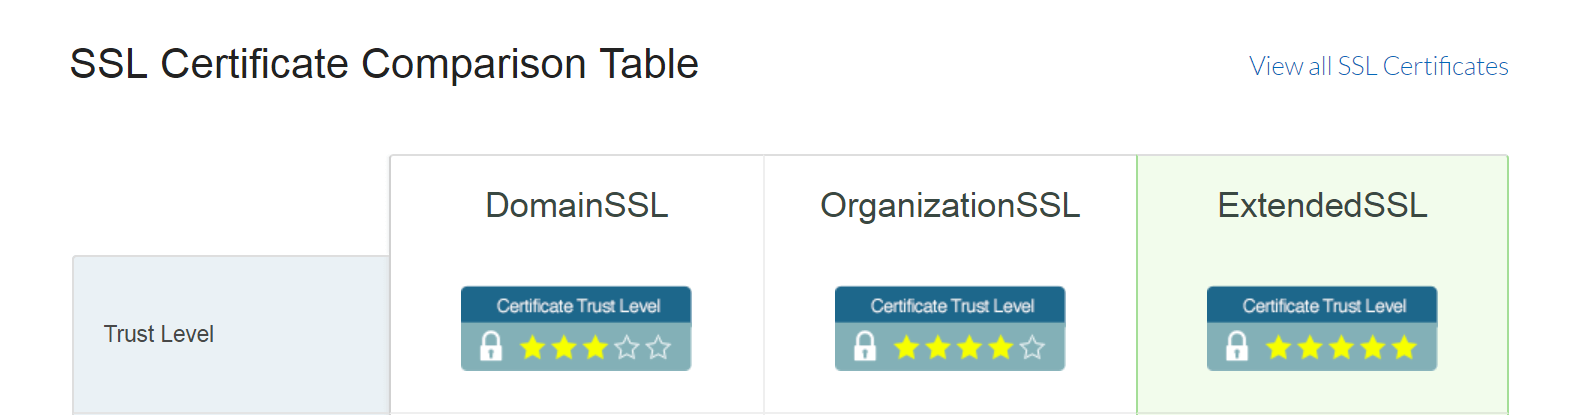 SSL Certificate Comparison Table
View all SSL Certificates
DomainSSL
OrganizationSSL
ExtendedSSL
Trust Level
Certificate Trust Level
Certificate Trust Level
Certificate Trust Level